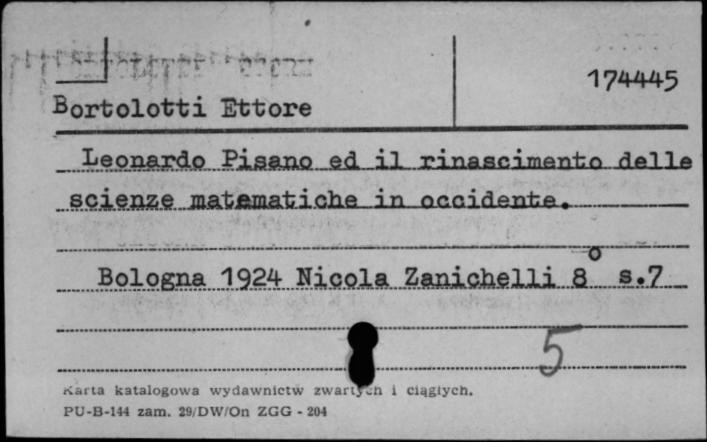 174445
Bortolotti Ettore
Leonardo Pisano ed il rinascimento delle
scienze matematiche in occidente.
Bologna 1924 Nicola Zanichelli 8° s.7
5
Karta katalogowa wydawnictw zwartych i ciągłych.
PU-B-144 zam. 29/DW/On ZGG - 204